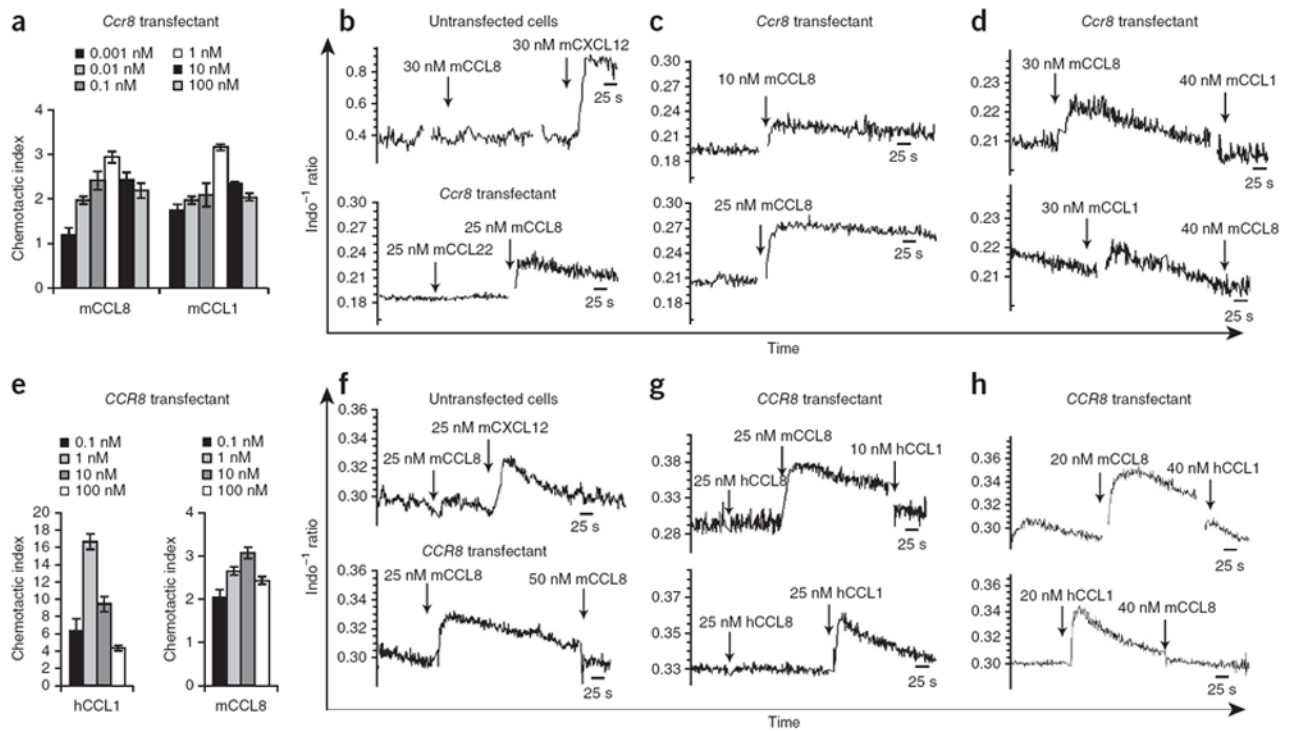 a
Ccr8 transfectant
0.001 nM
0.01 nM
0.1 nM
1 nM
10 nM
100 nM
Chemotactic index
4
3
2
1
0
mCCL8
mCCL1
b
Untransfected cells
30 nM mCXCL12
30 nM mCCL8
0.8
0.6
0.4
25 s
Indo⁻¹ ratio
Ccr8 transfectant
0.30
0.27
0.24
0.21
0.18
25 nM mCCL8
25 nM mCCL22
25 s
c
Ccr8 transfectant
0.30
0.27
0.24
0.21
0.18
10 nM mCCL8
25 s
0.30
0.27
0.24
0.21
0.18
25 nM mCCL8
25 s
d
Ccr8 transfectant
0.23
0.22
0.21
30 nM mCCL8
40 nM mCCL1
25 s
0.23
0.22
0.21
30 nM mCCL1
40 nM mCCL8
25 s
Time
e
CCR8 transfectant
0.1 nM
1 nM
10 nM
100 nM
0.1 nM
1 nM
10 nM
100 nM
Chemotactic index
20
18
16
14
12
10
8
6
4
2
0
hCCL1
Chemotactic index
4
3
2
1
0
mCCL8
f
Untransfected cells
0.36
0.34
0.32
0.30
25 nM mCXCL12
25 nM mCCL8
25 s
Indo⁻¹ ratio
CCR8 transfectant
0.36
0.34
0.32
0.30
25 nM mCCL8
50 nM mCCL8
25 s
g
CCR8 transfectant
0.38
0.33
0.28
25 nM mCCL8
10 nM hCCL1
25 nM hCCL8
25 s
0.37
0.35
0.33
25 nM hCCL1
25 nM hCCL8
25 s
h
CCR8 transfectant
0.36
0.34
0.32
0.30
20 nM mCCL8
40 nM hCCL1
25 s
0.36
0.34
0.32
0.30
20 nM hCCL1
40 nM mCCL8
25 s
Time